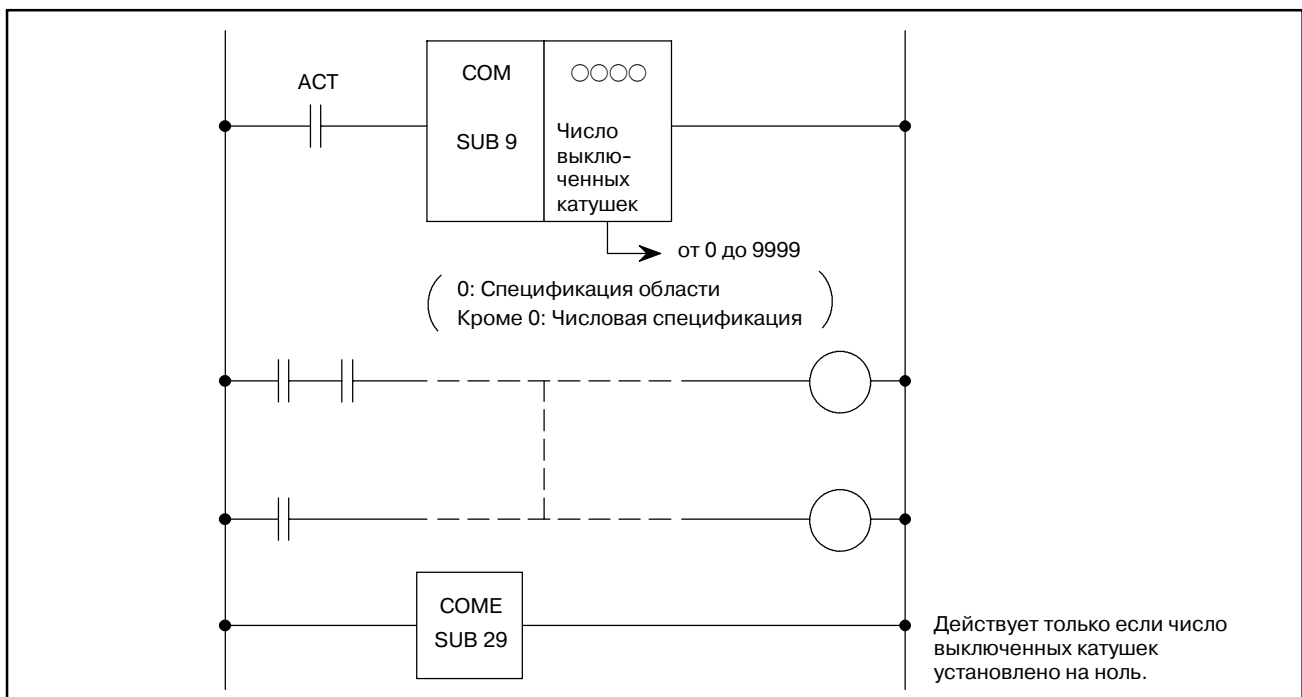 ACT
COM
SUB 9
○○○○
Число
выклю-
ченных
катушек
от 0 до 9999
0: Спецификация области
Кроме 0: Числовая спецификация
COME
SUB 29
Действует только если число
выключенных катушек
установлено на ноль.